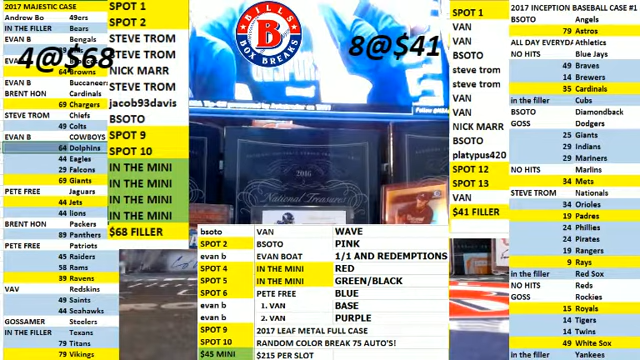 2017 MAJESTIC CASE
Andrew Bo 49ers
IN THE FILLER Bears
EVAN B Bengals
64 Browns
EVAN B Buccaneers
BRENT HON Cardinals
69 Chargers
STEVE TROM Chiefs
49 Colts
EVAN B COWBOYS
64 Dolphins
44 Eagles
29 Falcons
69 Giants
PETE FREE Jaguars
44 Jets
44 lions
BRENT HON Packers
89 Panthers
PETE FREE Patriots
45 Raiders
58 Rams
39 Ravens
VAV Redskins
49 Saints
44 Seahawks
GOSSAMER Steelers
IN THE FILLER Texans
79 Titans
79 Vikings
4@$68
SPOT 1
SPOT 2
STEVE TROM
STEVE TROM
NICK MARR
STEVE TROM
jacob93davis
BSOTO
SPOT 9
SPOT 10
IN THE MINI
IN THE MINI
IN THE MINI
IN THE MINI
$68 FILLER
BOX BREAKS
8@$41
2016
National Treasures
bsoto VAN WAVE
SPOT 2 BSOTO PINK
evan b EVAN BOAT 1/1 AND REDEMPTIONS
SPOT 4 IN THE MINI RED
SPOT 5 IN THE MINI GREEN/BLACK
SPOT 6 PETE FREE BLUE
evan b 1. VAN BASE
evan b 2. VAN PURPLE
SPOT 9 2017 LEAF METAL FULL CASE
SPOT 10 RANDOM COLOR BREAK 75 AUTO'S!
$45 MINI $215 PER SLOT
SPOT 1
VAN
VAN
BSOTO
steve trom
steve trom
VAN
VAN
NICK MARR
BSOTO
platypus420
SPOT 12
SPOT 13
VAN
$41 FILLER
2017 INCEPTION BASEBALL CASE #1
BSOTO Angels
79 Astros
ALL DAY EVERYDA Athletics
NO HITS Blue Jays
49 Braves
14 Brewers
35 Cardinals
in the filler Cubs
BSOTO Diamondback
GOSS Dodgers
25 Giants
29 Indians
29 Mariners
NO HITS Marlins
34 Mets
STEVE TROM Nationals
34 Orioles
19 Padres
24 Phillies
24 Pirates
19 Rangers
9 Rays
in the filler Red Sox
NO HITS Reds
GOSS Rockies
15 Royals
14 Tigers
14 Twins
49 White Sox
in the filler Yankees